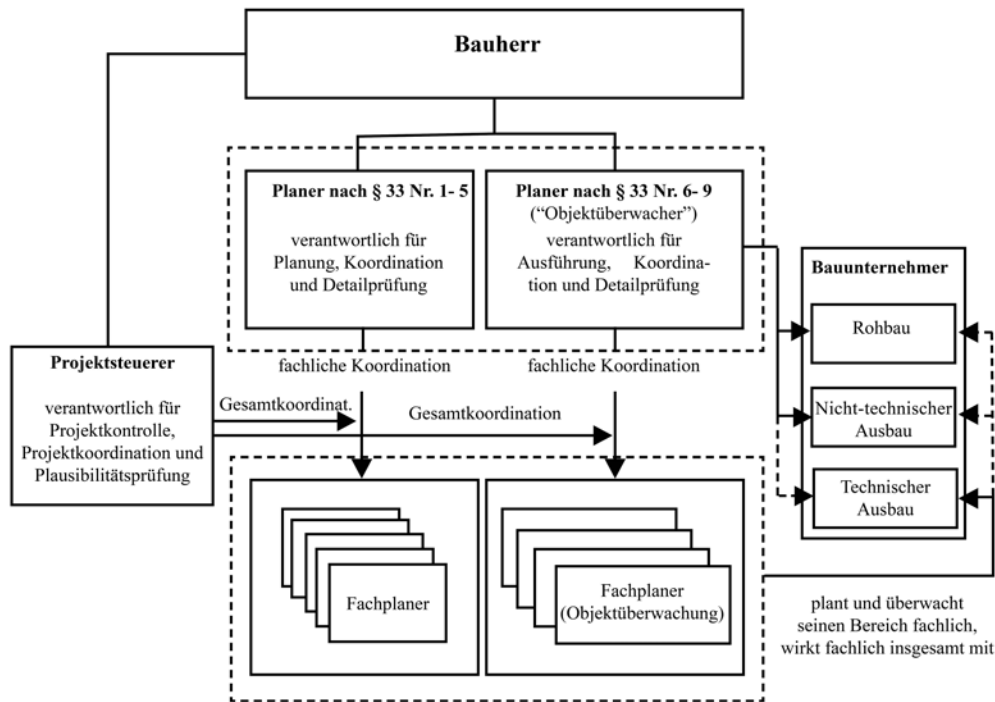 Bauherr
Planer nach § 33 Nr. 1- 5
verantwortlich für
Planung, Koordination
und Detailprüfung
Planer nach § 33 Nr. 6- 9
(“Objektüberwacher”)
verantwortlich für
Ausführung, Koordina-
tion und Detailprüfung
Bauunternehmer
Rohbau
Nicht-technischer
Ausbau
Technischer
Ausbau
Projektsteuerer
verantwortlich für
Projektkontrolle,
Projektkoordination und
Plausibilitätsprüfung
fachliche Koordination
fachliche Koordination
Gesamtkoordinat.
Gesamtkoordination
Fachplaner
Fachplaner
(Objektüberwachung)
plant und überwacht
seinen Bereich fachlich,
wirkt fachlich insgesamt mit